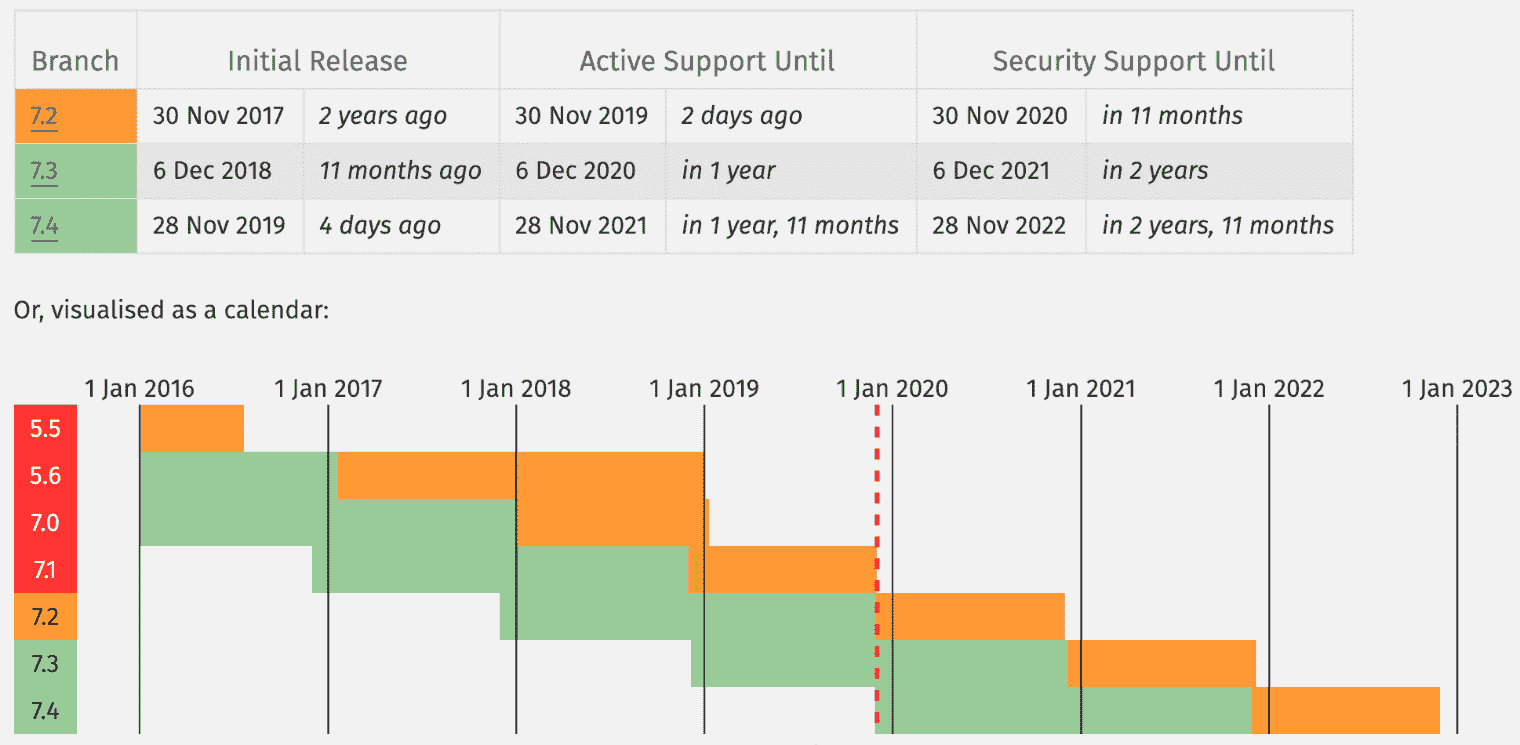 Branch Initial Release Active Support Until Security Support Until
7.2 30 Nov 2017 2 years ago 30 Nov 2019 2 days ago 30 Nov 2020 in 11 months
7.3 6 Dec 2018 11 months ago 6 Dec 2020 in 1 year 6 Dec 2021 in 2 years
7.4 28 Nov 2019 4 days ago 28 Nov 2021 in 1 year, 11 months 28 Nov 2022 in 2 years, 11 months
Or, visualised as a calendar:
1 Jan 2016 1 Jan 2017 1 Jan 2018 1 Jan 2019 1 Jan 2020 1 Jan 2021 1 Jan 2022 1 Jan 2023
5.5
5.6
7.0
7.1
7.2
7.3
7.4